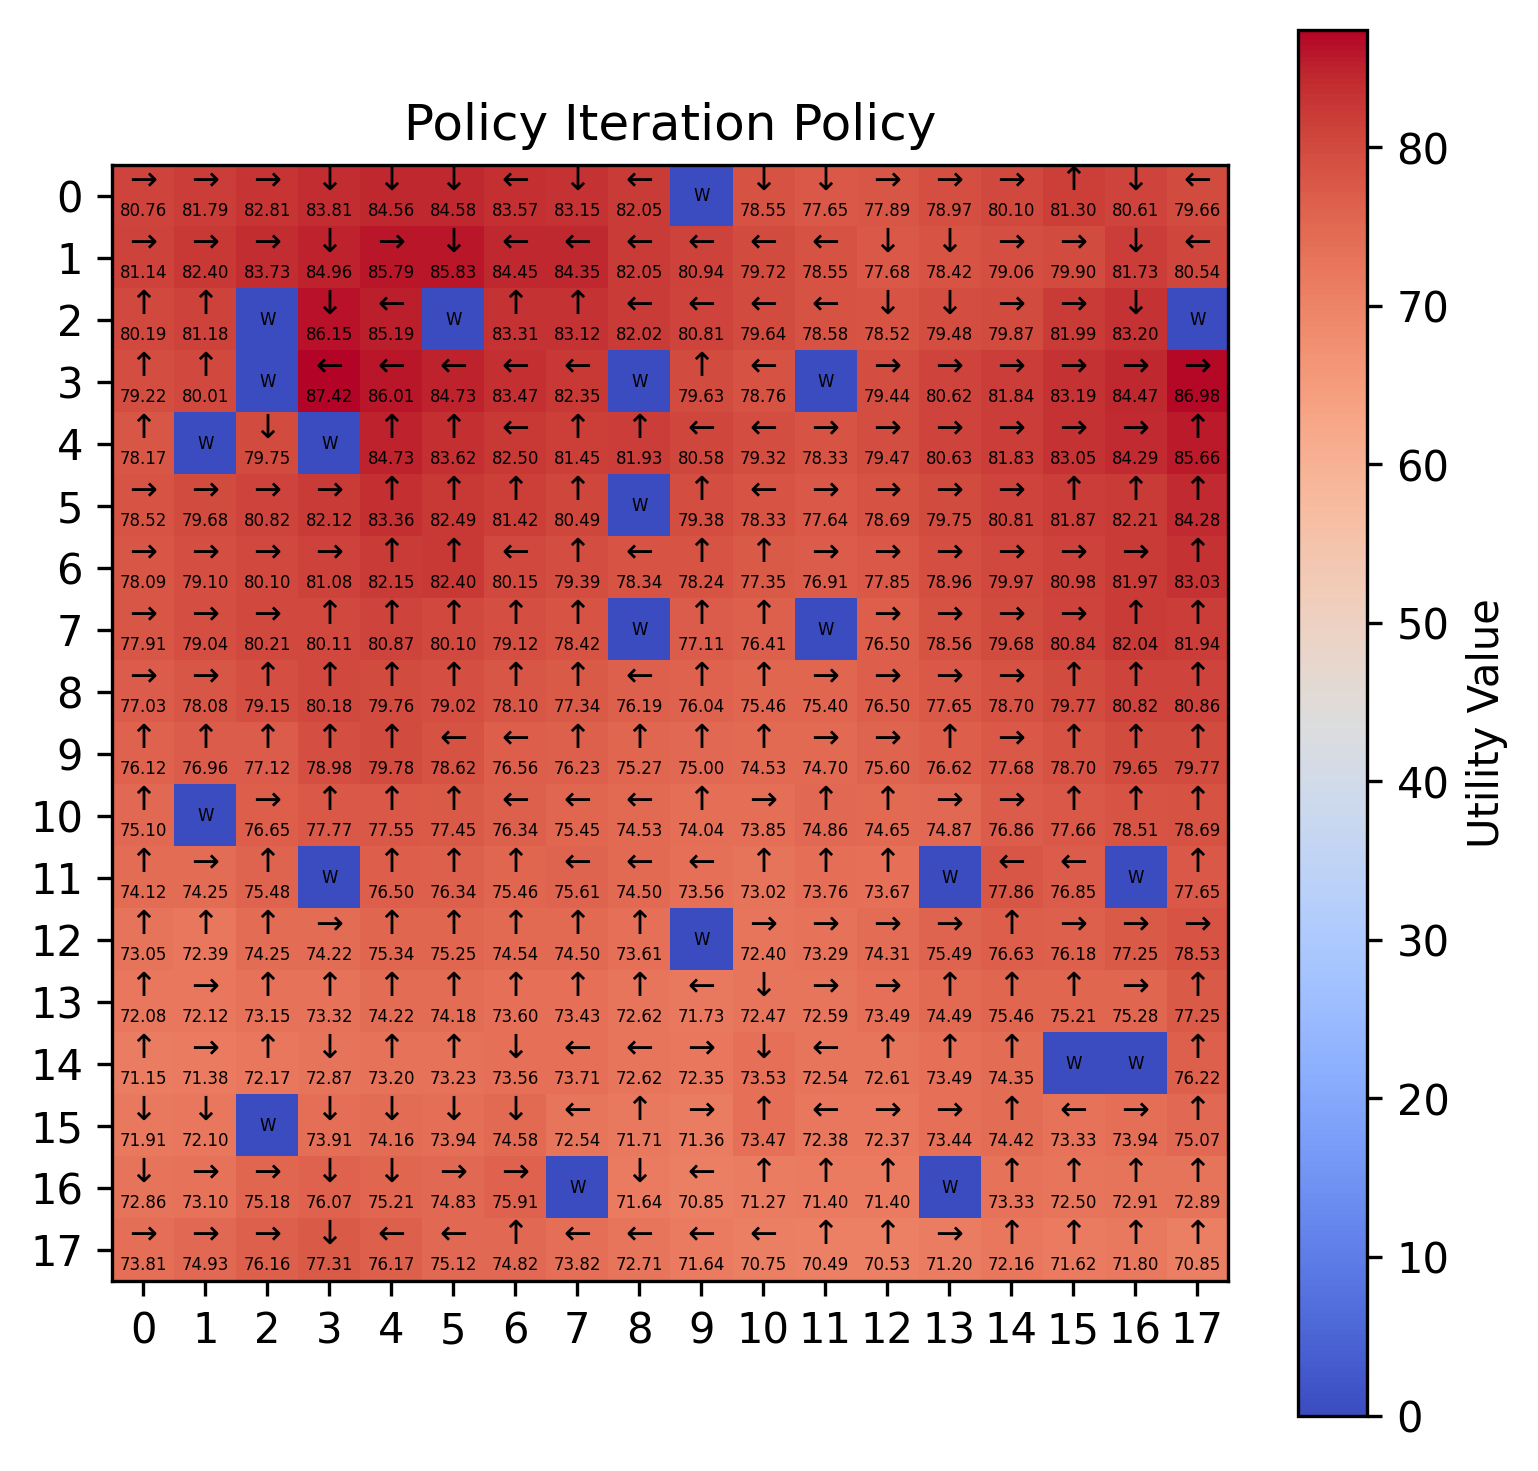 Policy Iteration Policy
0 → → → ↓ ↓ ↓ ← ↓ ← W ↓ ↓ → → → ↑ ↓ ←
80.76 81.79 82.81 83.81 84.56 84.58 83.57 83.15 82.05 78.55 77.65 77.89 78.97 80.10 81.30 80.61 79.66
1 → → → ↓ → ↓ ← ← ← ← ← ← ↓ ↓ → → ↓ ←
81.14 82.40 83.73 84.96 85.79 85.83 84.45 84.35 82.05 80.94 79.72 78.55 77.68 78.42 79.06 79.90 81.73 80.54
2 ↑ ↑ W ↓ ← W ↑ ↑ ← ← ← ← ↓ ↓ → → ↓ W
80.19 81.18 86.15 85.19 83.31 83.12 82.02 80.81 79.64 78.58 78.52 79.48 79.87 81.99 83.20
3 ↑ ↑ W ← ← ← ← ← W ↑ ← W → → → → → →
79.22 80.01 87.42 86.01 84.73 83.47 82.35 79.63 78.76 79.44 80.62 81.84 83.19 84.47 86.98
4 ↑ W ↓ W ↑ ↑ ← ↑ ↑ ← ← → → → → → → ↑
78.17 79.75 84.73 83.62 82.50 81.45 81.93 80.58 79.32 78.33 79.47 80.63 81.83 83.05 84.29 85.66
5 → → → → ↑ ↑ ↑ ↑ W ↑ ← → → → → ↑ ↑ ↑
78.52 79.68 80.82 82.12 83.36 82.49 81.42 80.49 79.38 78.33 77.64 78.69 79.75 80.81 81.87 82.21 84.28
6 → → → → ↑ ↑ ← ↑ ← ↑ ↑ → → → → → → ↑
78.09 79.10 80.10 81.08 82.15 82.40 80.15 79.39 78.34 78.24 77.35 76.91 77.85 78.96 79.97 80.98 81.97 83.03
7 → → → ↑ ↑ ↑ ↑ ↑ W ↑ ↑ W → → → → ↑ ↑
77.91 79.04 80.21 80.11 80.87 80.10 79.12 78.42 77.11 76.41 76.50 78.56 79.68 80.84 82.04 81.94
8 → → ↑ ↑ ↑ ↑ ↑ ↑ ← ↑ ↑ → → → → ↑ ↑ ↑
77.03 78.08 79.15 80.18 79.76 79.02 78.10 77.34 76.19 76.04 75.46 75.40 76.50 77.65 78.70 79.77 80.82 80.86
9 ↑ ↑ ↑ ↑ ↑ ← ← ↑ ↑ ↑ ↑ → → ↑ → ↑ ↑ ↑
76.12 76.96 77.12 78.98 79.78 78.62 76.56 76.23 75.27 75.00 74.53 74.70 75.60 76.62 77.68 78.70 79.65 79.77
10 ↑ W → ↑ ↑ ↑ ← ← ← ↑ → ↑ ↑ → → ↑ ↑ ↑
75.10 76.65 77.77 77.55 77.45 76.34 75.45 74.53 74.04 73.85 74.86 74.65 74.87 76.86 77.66 78.51 78.69
11 ↑ → ↑ W ↑ ↑ ↑ ← ← ← ↑ ↑ ↑ W ← ← W ↑
74.12 74.25 75.48 76.50 76.34 75.46 75.61 74.50 73.56 73.02 73.76 73.67 77.86 76.85 77.65
12 ↑ ↑ ↑ → ↑ ↑ ↑ ↑ ↑ W → → → → ↑ → → →
73.05 72.39 74.25 74.22 75.34 75.25 74.54 74.50 73.61 72.40 73.29 74.31 75.49 76.63 76.18 77.25 78.53
13 ↑ → ↑ ↑ ↑ ↑ ↑ ↑ ↑ ← ↓ → → ↑ ↑ ↑ → ↑
72.08 72.12 73.15 73.32 74.22 74.18 73.60 73.43 72.62 71.73 72.47 72.59 73.49 74.49 75.46 75.21 75.28 77.25
14 ↑ → ↑ ↓ ↑ ↑ ↓ ← ← → ↓ ← ↑ ↑ ↑ W W ↑
71.15 71.38 72.17 72.87 73.20 73.23 73.56 73.71 72.62 72.35 73.53 72.54 72.61 73.49 74.35 76.22
15 ↓ ↓ W ↓ ↓ ↓ ↓ ← ↑ → ↑ ← → → ↑ ← → ↑
71.91 72.10 73.91 74.16 73.94 74.58 72.54 71.71 71.36 73.47 72.38 72.37 73.44 74.42 73.33 73.94 75.07
16 ↓ → → ↓ ↓ → → W ↓ ← ↑ ↑ ↑ W ↑ ↑ ↑ ↑
72.86 73.10 75.18 76.07 75.21 74.83 75.91 71.64 70.85 71.27 71.40 71.40 73.33 72.50 72.91 72.89
17 → → → ↓ ← ← ↑ ← ← ← ← ↑ ↑ → ↑ ↑ ↑ ↑
73.81 74.93 76.16 77.31 76.17 75.12 74.82 73.82 72.71 71.64 70.75 70.49 70.53 71.20 72.16 71.62 71.80 70.85
0 1 2 3 4 5 6 7 8 9 10 11 12 13 14 15 16 17
80
70
60
50
40
30
20
10
0
Utility Value